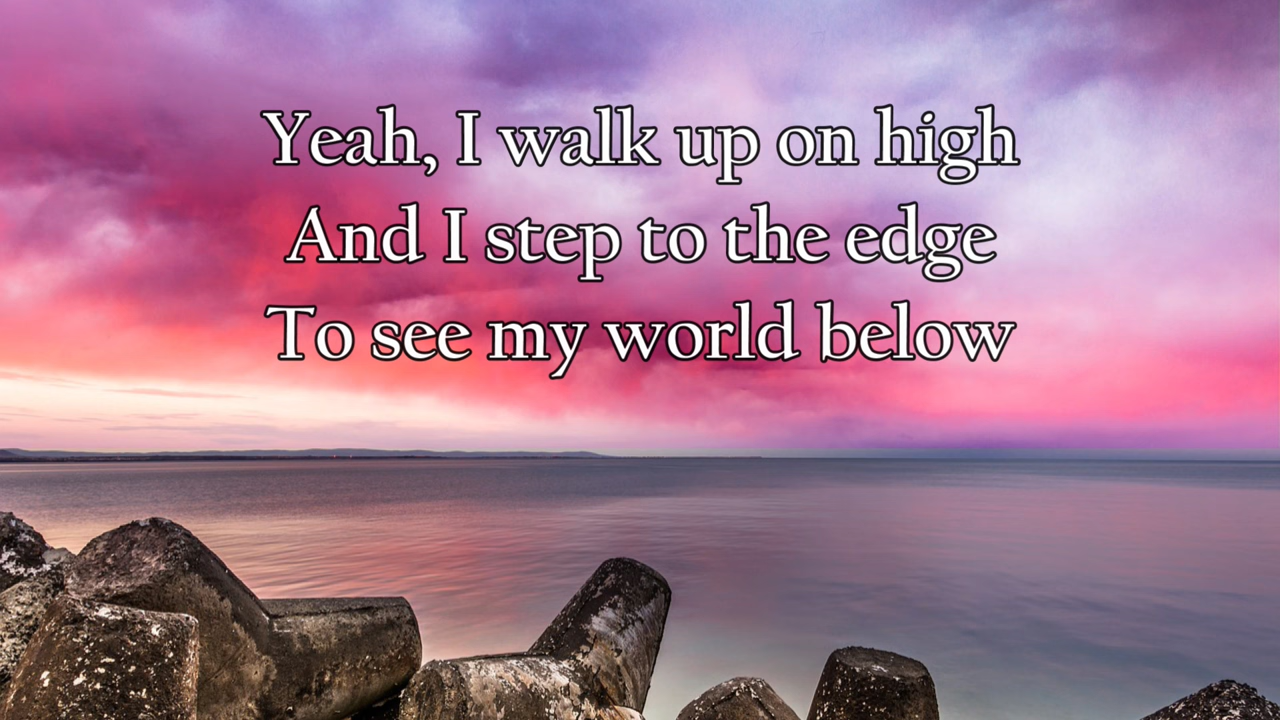 Yeah, I walk up on high
And I step to the edge
To see my world below